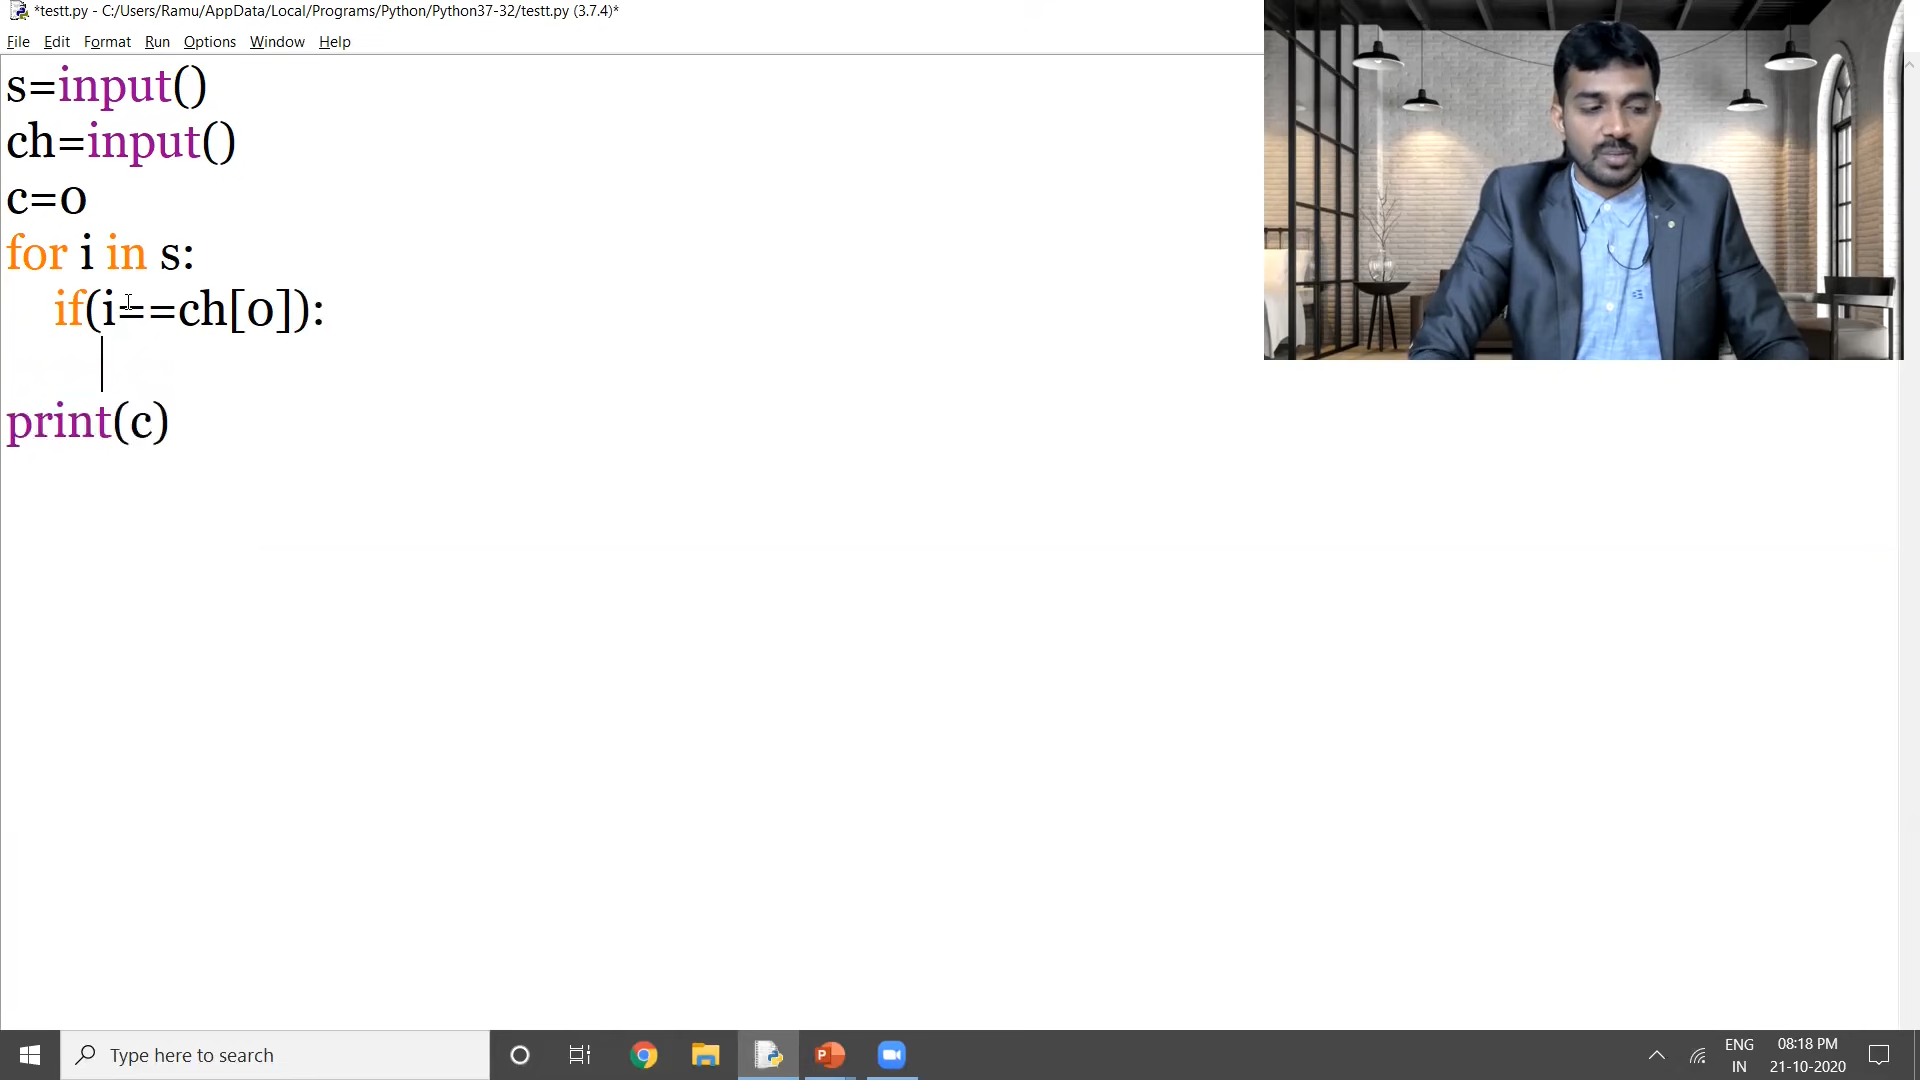 *testt.py - C:/Users/Ramu/AppData/Local/Programs/Python/Python37-32/testt.py (3.7.4)*
File Edit Format Run Options Window Help
s=input()
ch=input()
c=0
for i in s:
    if(i==ch[0]):
print(c)
Type here to search
ENG
IN
08:18 PM
21-10-2020